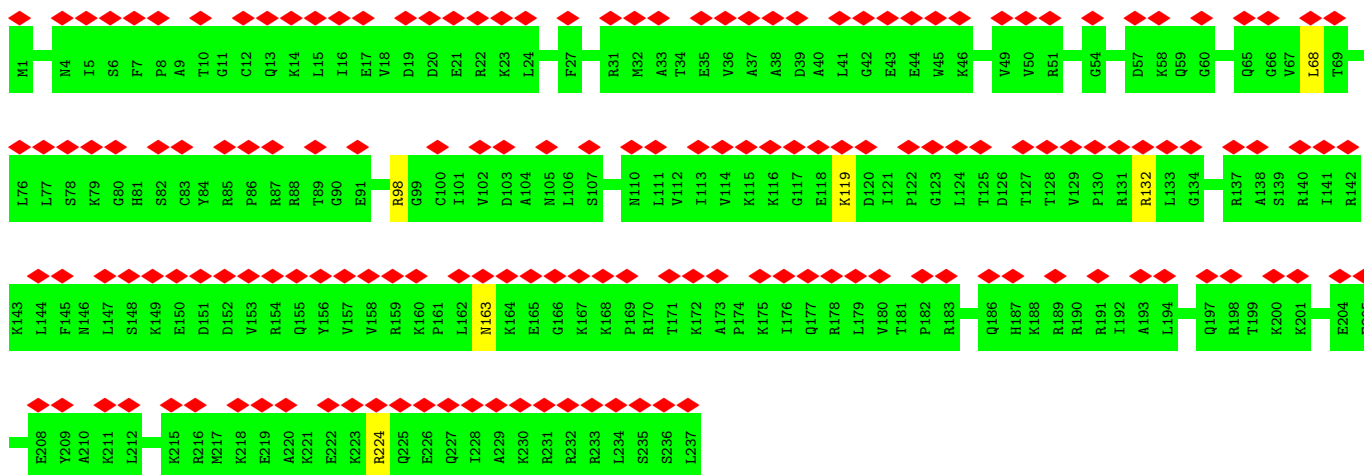 M1 N4 I5 S6 F7 P8 A9 T10 G11 C12 Q13 K14 L15 I16 E17 V18 D19 D20 E21 R22 K23 L24 F27 R31 M32 A33 T34 E35 V36 A37 A38 D39 A40 L41 G42 E43 E44 W45 K46 V49 V50 R51 G54 D57 K58 Q59 G60 Q65 G66 V67 L68 T69
L76 L77 S78 K79 G80 H81 S82 C83 Y84 R85 P86 R87 R88 T89 G90 E91 R98 G99 C100 I101 V102 D103 A104 N105 L106 S107 N110 L111 V112 I113 V114 K115 K116 G117 E118 K119 D120 I121 P122 G123 L124 T125 D126 T127 T128 V129 P130 R131 R132 L133 G134 R137 A138 S139 R140 I141 R142
K143 L144 F145 N146 L147 S148 K149 E150 D151 D152 V153 R154 Q155 Y156 V157 V158 R159 K160 P161 L162 N163 K164 E165 G166 K167 K168 P169 R170 T171 K172 A173 P174 K175 I176 Q177 R178 L179 V180 T181 P182 R183 Q186 H187 K188 R189 R190 R191 I192 A193 L194 Q197 R198 T199 K200 K201 E204
E208 Y209 A210 K211 L212 K215 R216 M217 K218 E219 A220 K221 E222 K223 R224 Q225 E226 Q227 I228 A229 K230 R231 R232 R233 L234 S235 S236 L237